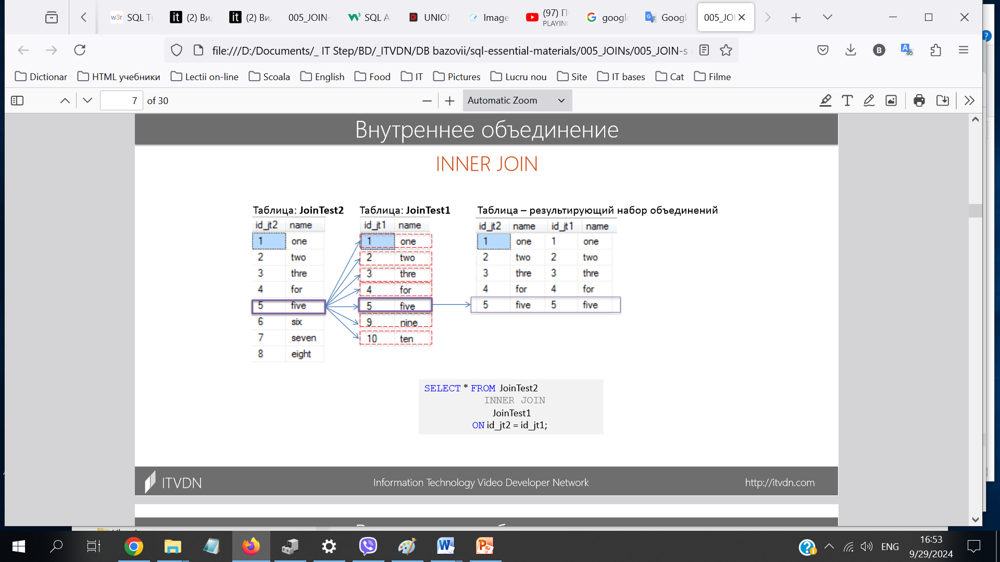 w3r SQL Tu
it (2) Ви
it (2) Ви
005_JOIN-
SQL A
UNION
Image
(97) П
PLAYING
googl
Googl
005_JOI
file:///D:/Documents/_ IT Step/BD/_ITVDN/DB bazovii/sql-essential-materials/005_JOINs/005_JOIN-s
B
Dictionar HTML учебники Lectii on-line Scoala English Food IT Pictures Lucru nou Site IT bases Cat Filme
7 of 30
Automatic Zoom
Внутреннее объединение
INNER JOIN
Таблица: JoinTest2
id_jt2 name
1 one
2 two
3 thre
4 for
5 five
6 six
7 seven
8 eight
Таблица: JoinTest1
id_jt1 name
1 one
2 two
3 thre
4 for
5 five
9 nine
10 ten
Таблица – результирующий набор объединений
id_jt2 name id_jt1 name
1 one 1 one
2 two 2 two
3 thre 3 thre
4 for 4 for
5 five 5 five
SELECT * FROM JoinTest2
INNER JOIN
JoinTest1
ON id_jt2 = id_jt1;
ITVDN
Information Technology Video Developer Network
http://itvdn.com
ENG
16:53
9/29/2024